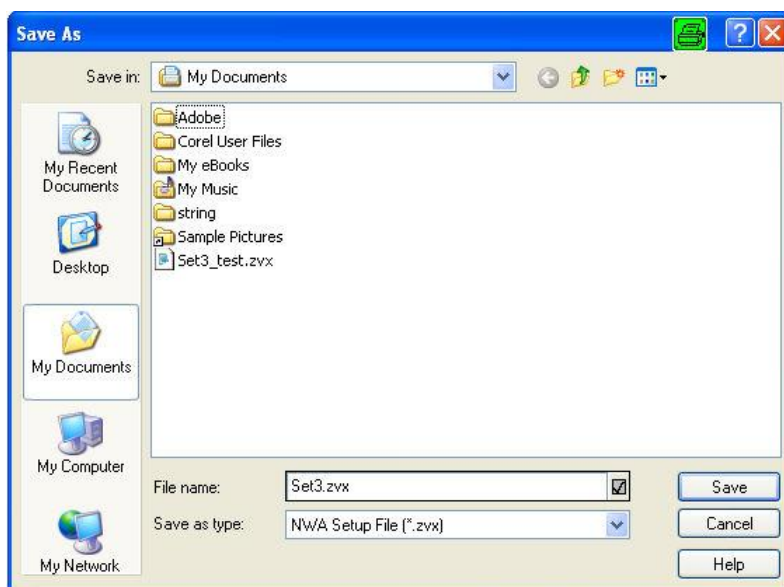 Save As
?
Save in: My Documents
My Recent
Documents
Desktop
My Documents
My Computer
My Network
Adobe
Corel User Files
My eBooks
My Music
string
Sample Pictures
Set3_test.zvx
File name: Set3.zvx
Save
Save as type: NWA Setup File (*.zvx)
Cancel
Help